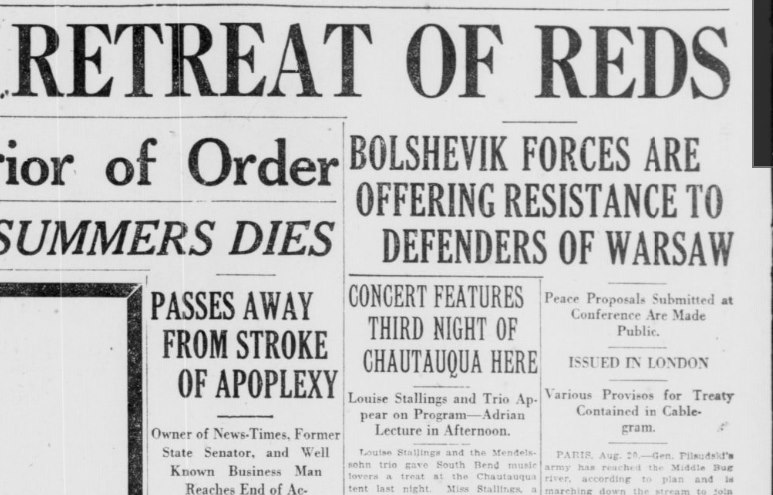 RETREAT OF REDS
rior of Order
SUMMERS DIES
PASSES AWAY
FROM STROKE
OF APOPLEXY
Owner of News-Times, Former
State Senator, and Well
Known Business Man
Reaches End of Ac-
BOLSHEVIK FORCES ARE
OFFERING RESISTANCE TO
DEFENDERS OF WARSAW
CONCERT FEATURES
THIRD NIGHT OF
CHAUTAUQUA HERE
Louise Stallings and Trio Ap-
pear on Program—Adrian
Lecture in Afternoon.
Louise Stallings and the Mendels-
sohn trio gave South Bend music
lovers a treat at the Chautauqua
tent last night. Miss Stallings, a
Peace Proposals Submitted at
Conference Are Made
Public.
ISSUED IN LONDON
Various Provisos for Treaty
Contained in Cable-
gram.
PARIS, Aug. 20.—Gen. Pilsudski's
army has reached the Middle Bug
river, according to plan and is
marching down the stream to join